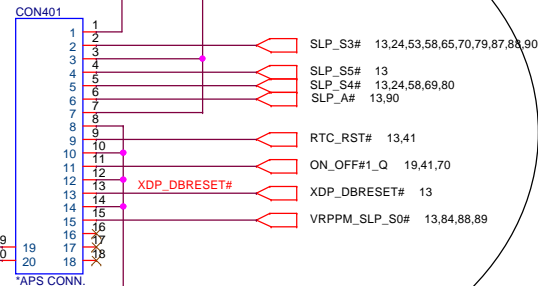 CON401
1 1
2 2 SLP_S3# 13,24,53,58,65,70,79,87,88,90
3 3
4 4 SLP_S5# 13
5 5 SLP_S4# 13,24,58,69,80
6 6 SLP_A# 13,90
7 7
8 8
9 9 RTC_RST# 13,41
10 10
11 11 ON_OFF#1_Q 19,41,70
12 12
13 13 XDP_DBRESET# XDP_DBRESET# 13
14 14
15 15 VRPPM_SLP_S0# 13,84,88,89
16 16
9 19 17 17
0 20 18 18
*APS CONN.